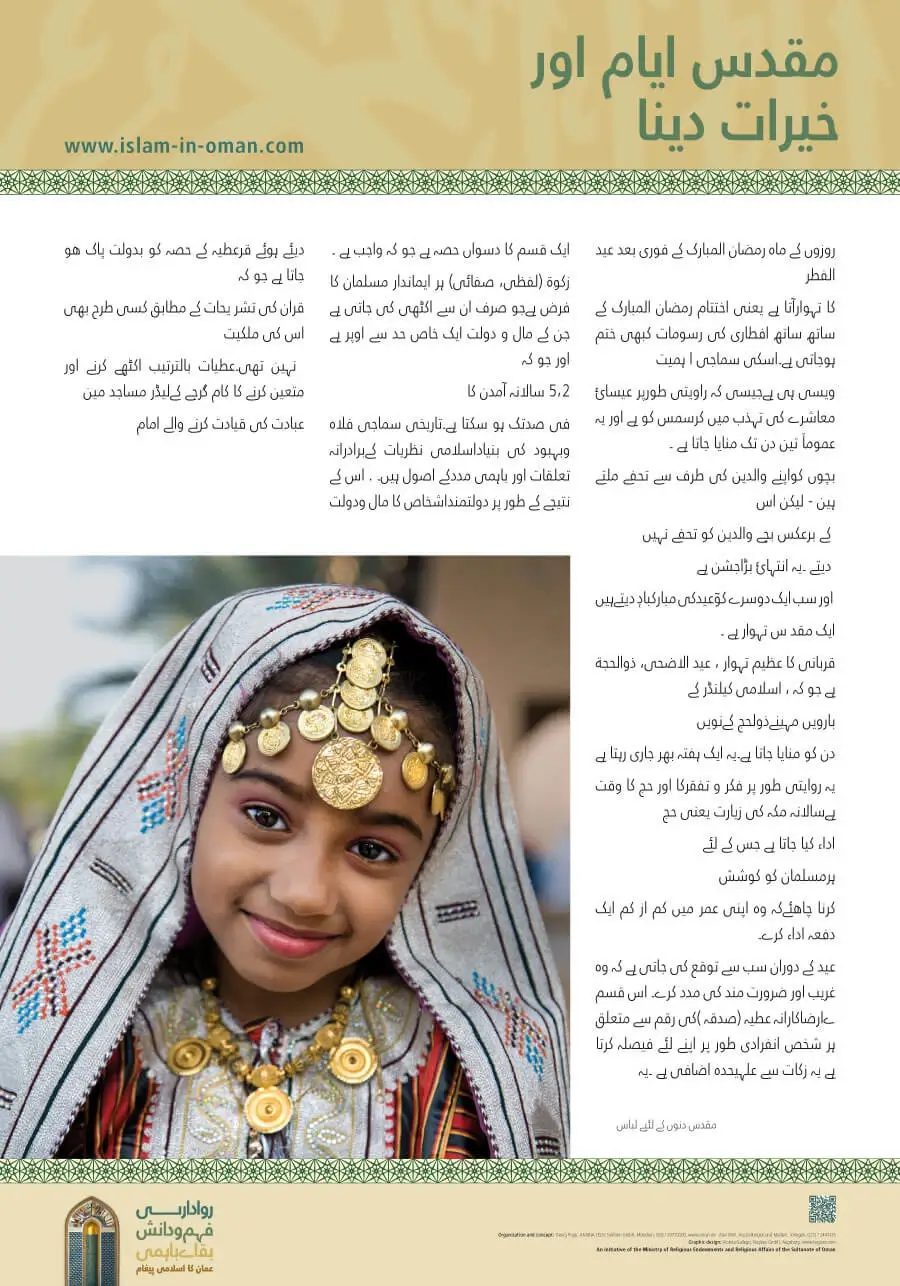 مقدس ایام اور
خیرات دینا
www.islam-in-oman.com
روزوں کے ماہ رمضان المبارک کے فوری بعد عید
الفطر
کا تہوارآتا ہے یعنی اختتام رمضان المبارک کے
ساتھ ساتھ افطاری کی رسومات کبھی ختم
ہوجاتی ہے۔اسکی سماجی ا ہمیت
ویسی ہی ہےجیسی کہ راویتی طورپر عیسائ
معاشرے کی تہذب میں کرسمس کو ہے اور یہ
عموماً تین دن تک منایا جاتا ہے ۔
بچوں کواپنے والدین کی طرف سے تحفے ملتے
ہین - لیکن اس
کے برعکس بچے والدین کو تحفے نہیں
دیتے ۔یہ انتہائ بڑاجشن ہے
اور سب ایک دوسرے کوٓعیدکی مبارکباد دیتےہیں
ایک مقد س تہوار ہے ۔
قربانی کا عظیم تہوار ، عید الاضحی، ذوالحجة
ہے جو کہ ، اسلامی کیلنڈر کے
بارویں مہینےذولحج کےنویں
دن کو منایا جاتا ہے۔یہ ایک ہفتہ بھر جاری رہتا ہے
یہ روایتی طور پر فکر و تفقرکا اور حج کا وقت
ہےسالانہ مکہ کی زیارت یعنی حج
اداء کیا جاتا ہے جس کے لئے
ہرمسلمان کو کوشش
کرنا چاھئےکہ وہ اپنی عمر میں کم از کم ایک
دفعہ اداء کرے۔
عید کے دوران سب سے توقع کی جاتی ہے کہ وہ
غریب اور ضرورت مند کی مدد کرے۔ اس قسم
ےارضاکارانہ عطیہ (صدقہ )کی رقم سے متعلق
ہر شخص انفرادی طور پر اپنے لئے فیصلہ کرتا
ہے یہ زکات سے علہیحدہ اضافی ہے ۔یہ
ایک قسم کا دسواں حصہ ہے جو کہ واجب ہے ۔
زکوة (لفظی، صفائی) ہر ایماندار مسلمان کا
فرض ہےجو صرف ان سے اکٹھی کی جاتی ہے
جن کے مال و دولت ایک خاص حد سے اوپر ہے
اور جو کہ
5،2 سالانہ آمدن کا
فی صدتک ہو سکتا ہے۔تاریخی سماجی فلاہ
وبہبود کی بنیاداسلامی نظریات کےبرادرانہ
تعلقات اور باہمی مددکے اصول ہیں۔ . اس کے
نتیجے کے طور پر دولتمنداشخاص کا مال ودولت
دیئے ہوئے قرعطیہ کے حصہ کو بدولت پاک ھو
جاتا ہے جو کہ
قران کی تشر یحات کے مطابق کسی طرح بھی
اس کی ملکیت
نہین تھی۔عطیات بالترتیب اکٹھے کرنے اور
متعین کرنے کا کام گرجے کےلیڈر مساجد مین
عبادت کی قیادت کرنے والے امام
مقدس دنوں کے لئیے لباس
رواداری
فہم ودانش
بقائے باہمی
عمان کا اسلامی پیغام
An initiative of the Ministry of Religious Endowments and Religious Affairs of the Sultanate of Oman